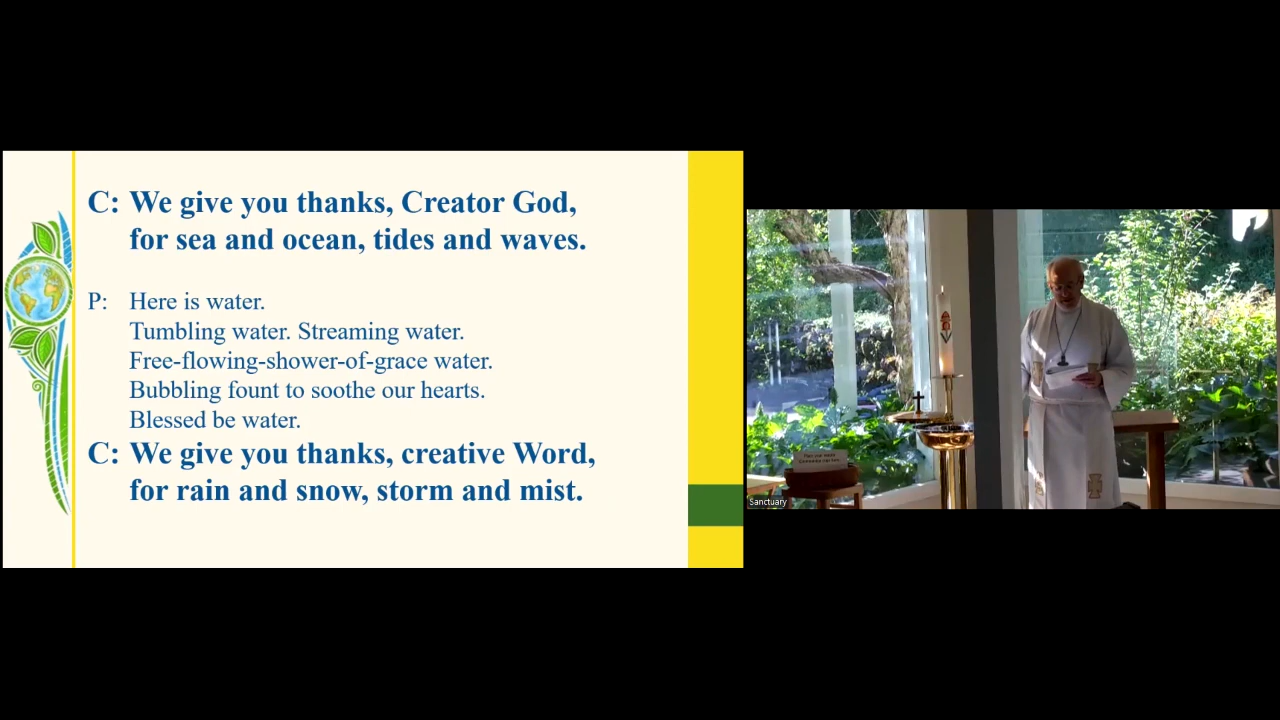 C: We give you thanks, Creator God,
for sea and ocean, tides and waves.
P: Here is water.
Tumbling water. Streaming water.
Free-flowing-shower-of-grace water.
Bubbling fount to soothe our hearts.
Blessed be water.
C: We give you thanks, creative Word,
for rain and snow, storm and mist.
Sanctuary